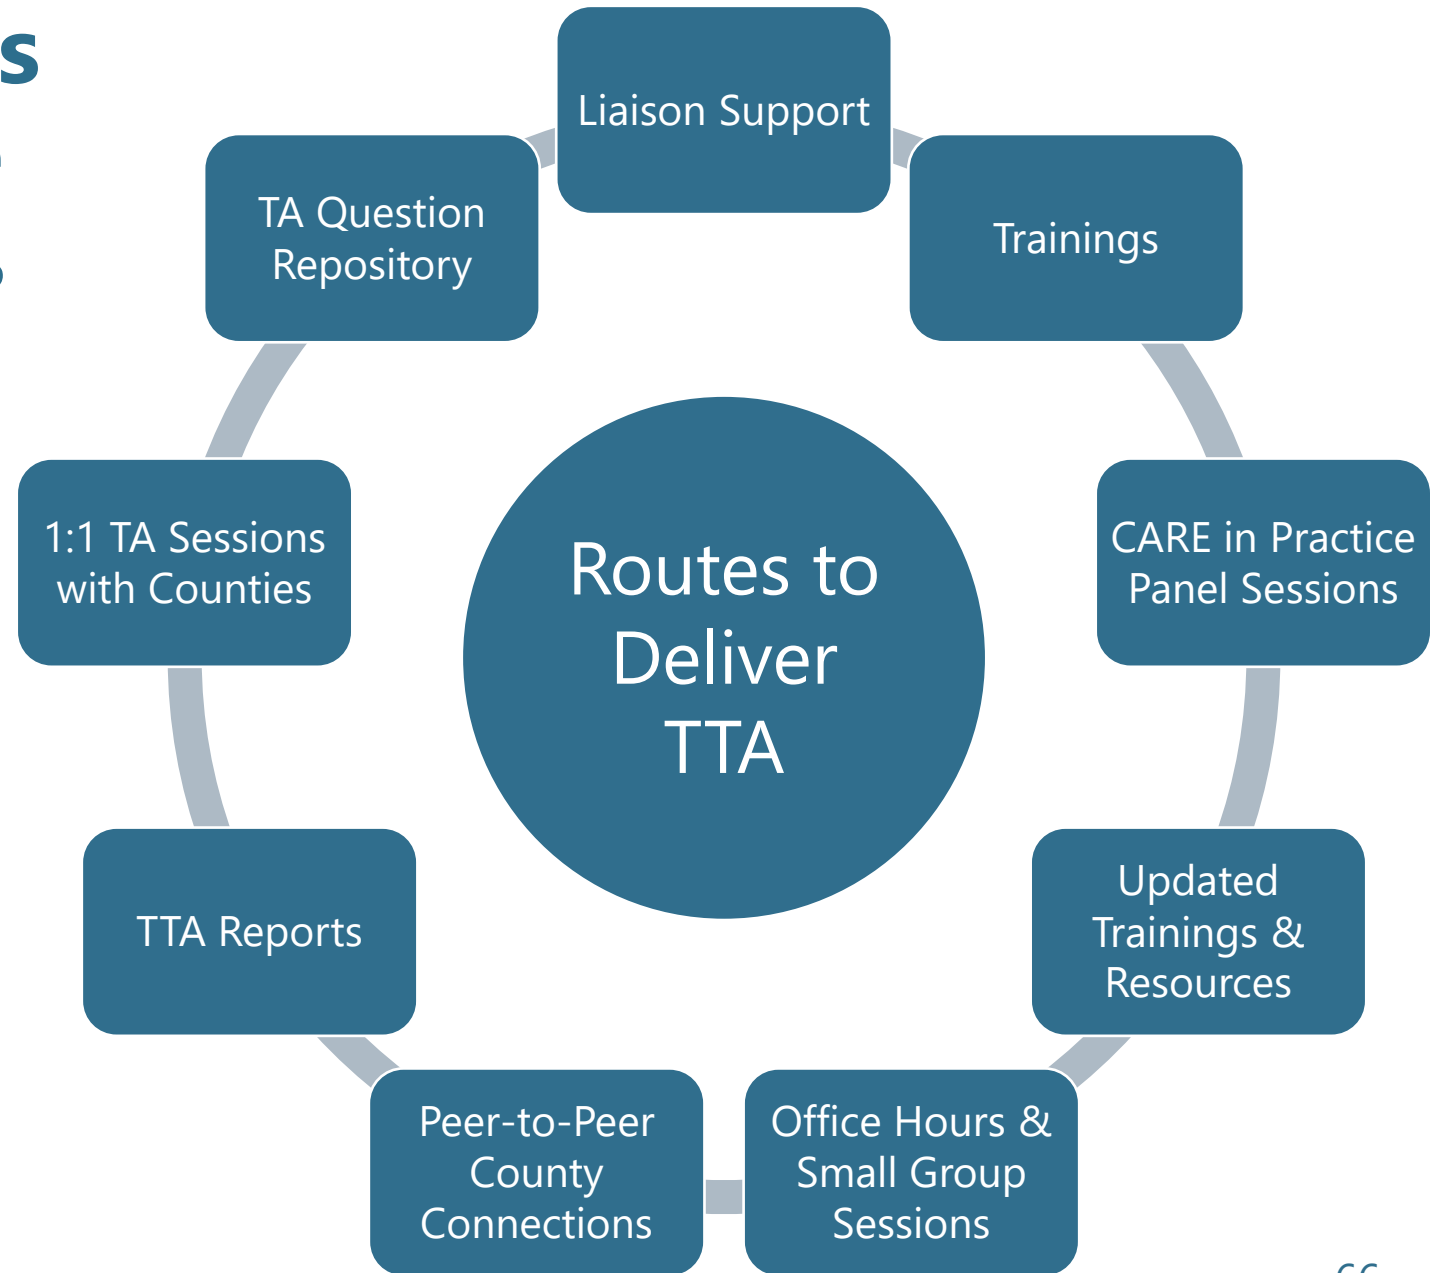 s
Liaison Support
Trainings
CARE in Practice
Panel Sessions
Updated
Trainings &
Resources
Office Hours &
Small Group
Sessions
Peer-to-Peer
County
Connections
TTA Reports
1:1 TA Sessions
with Counties
TA Question
Repository
Routes to
Deliver
TTA